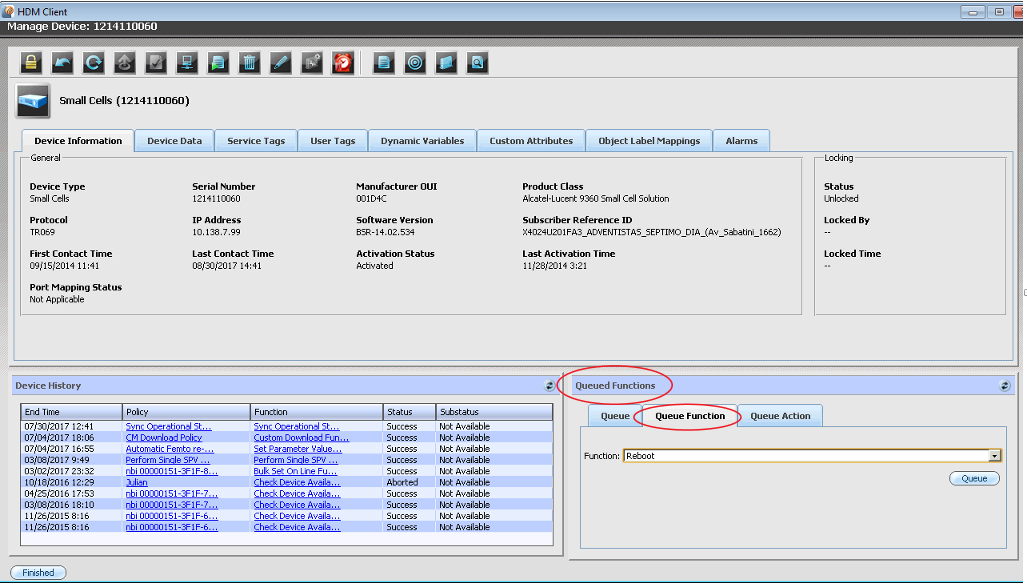 HDM Client
Manage Device: 1214110060
Small Cells (1214110060)
Device Information Device Data Service Tags User Tags Dynamic Variables Custom Attributes Object Label Mappings Alarms
General Locking
Device Type Serial Number Manufacturer OUI Product Class Status
Small Cells 1214110060 001D4C Alcatel-Lucent 9360 Small Cell Solution Unlocked
Protocol IP Address Software Version Subscriber Reference ID Locked By
TR069 10.138.7.99 BSR-14.02.534 X4024U201FA3_ADVENTISTAS_SEPTIMO_DIA_(Av_Sabatini_1662) --
First Contact Time Last Contact Time Activation Status Last Activation Time Locked Time
09/15/2014 11:41 08/30/2017 14:41 Activated 11/28/2014 3:21 --
Port Mapping Status
Not Applicable
Device History
End Time Policy Function Status Substatus
07/30/2017 12:41 Sync Operational St... Sync Operational St... Success Not Available
07/04/2017 18:06 CM Download Policy Custom Download Fun... Success Not Available
07/04/2017 16:55 Automatic Femto re-... Set Parameter Value... Success Not Available
03/08/2017 9:49 Perform Single SPV ... Perform Single SPV ... Success Not Available
03/02/2017 23:32 nbi 00000151-3F1F-8... Bulk Set On Line Fu... Success Not Available
10/18/2016 12:29 Julian Check Device Availa... Aborted Not Available
04/25/2016 17:53 nbi 00000151-3F1F-7... Check Device Availa... Success Not Available
03/08/2016 18:10 nbi 00000151-3F1F-7... Check Device Availa... Success Not Available
11/26/2015 8:16 nbi 00000151-3F1F-6... Check Device Availa... Success Not Available
11/26/2015 8:16 nbi 00000151-3F1F-6... Check Device Availa... Success Not Available
Queued Functions
Queue Queue Function Queue Action
Function: Reboot
Queue
Finished